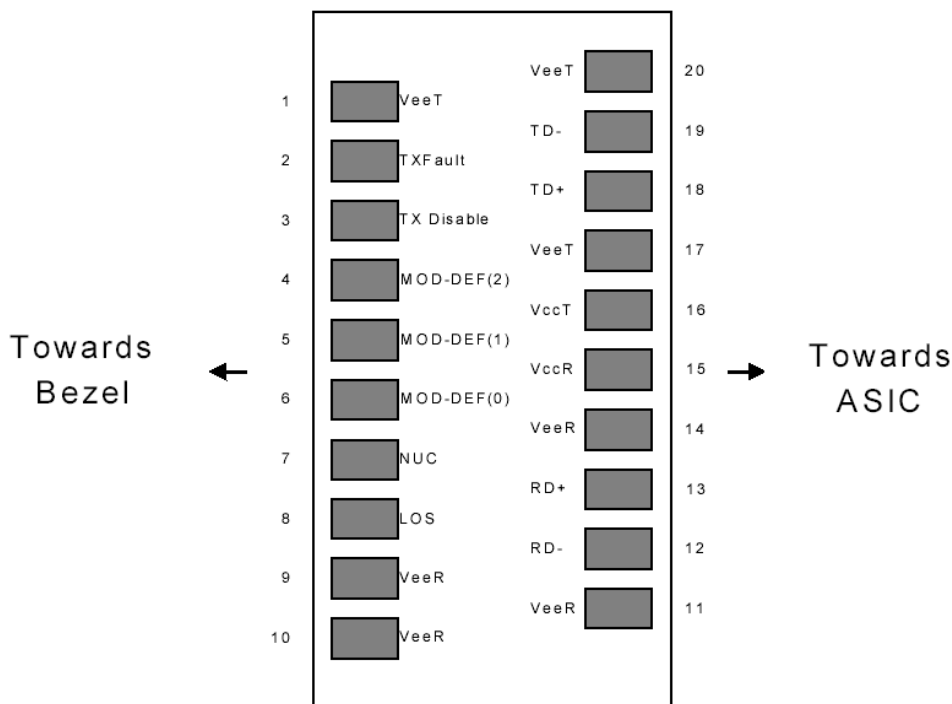 Towards
Bezel
1 VeeT
2 TXFault
3 TX Disable
4 MOD-DEF(2)
5 MOD-DEF(1)
6 MOD-DEF(0)
7 NUC
8 LOS
9 VeeR
10 VeeR
VeeT 20
TD- 19
TD+ 18
VeeT 17
VccT 16
VccR 15
VeeR 14
RD+ 13
RD- 12
VeeR 11
Towards
ASIC